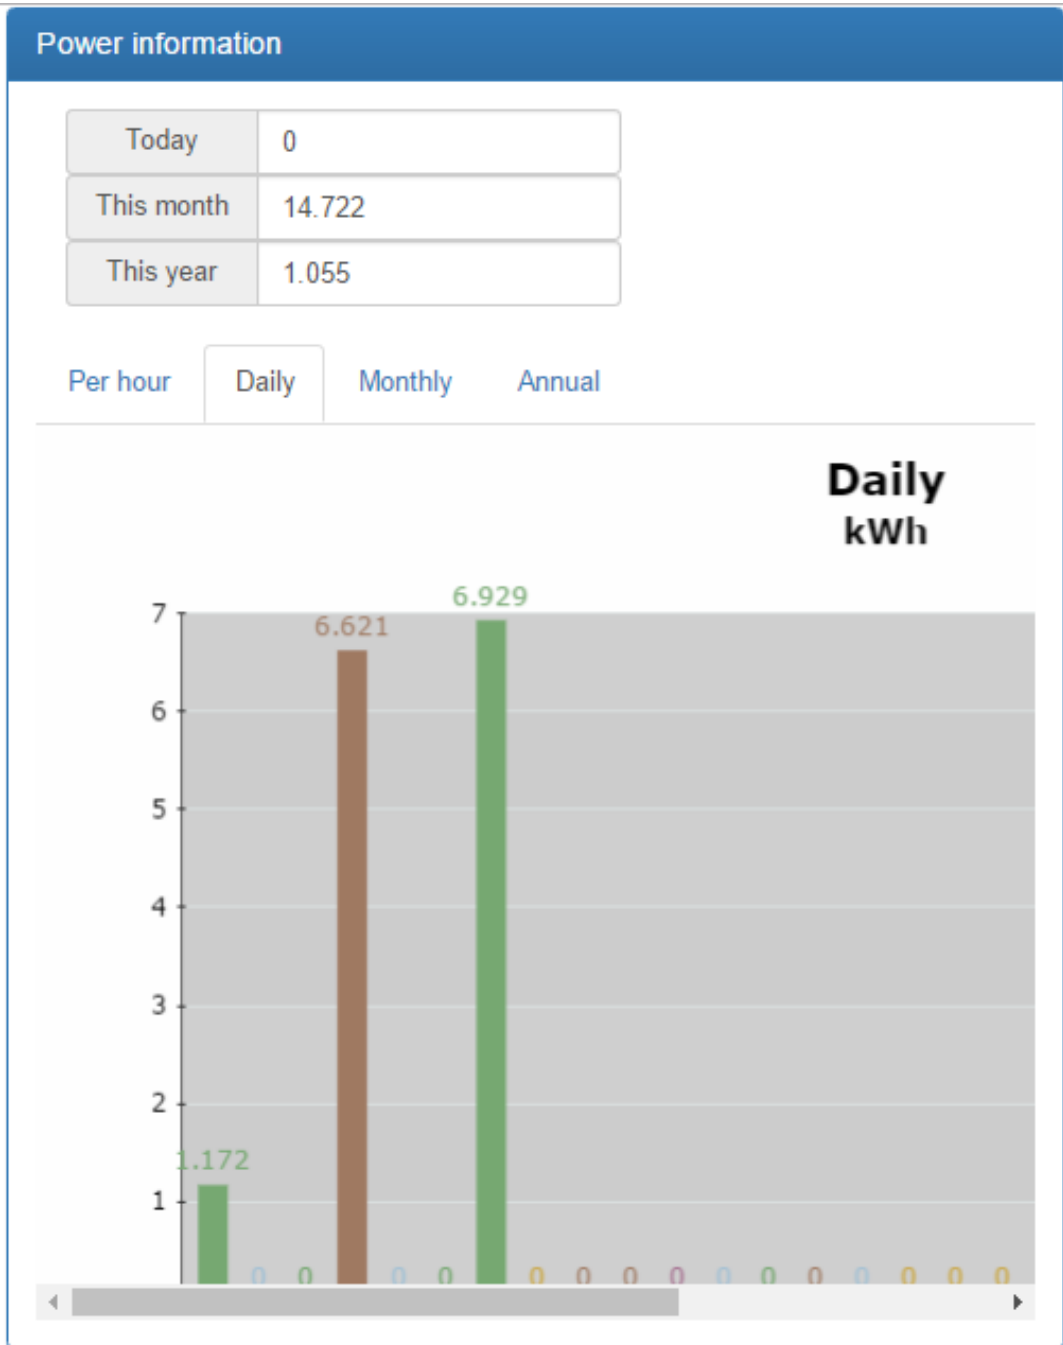 Power information
Today 0
This month 14.722
This year 1.055
Per hour Daily Monthly Annual
Daily
kWh
6.929
7
6.621
6
5
4
3
2
1.172
1
0 0 0 0 0 0 0 0 0 0 0 0 0 0 0